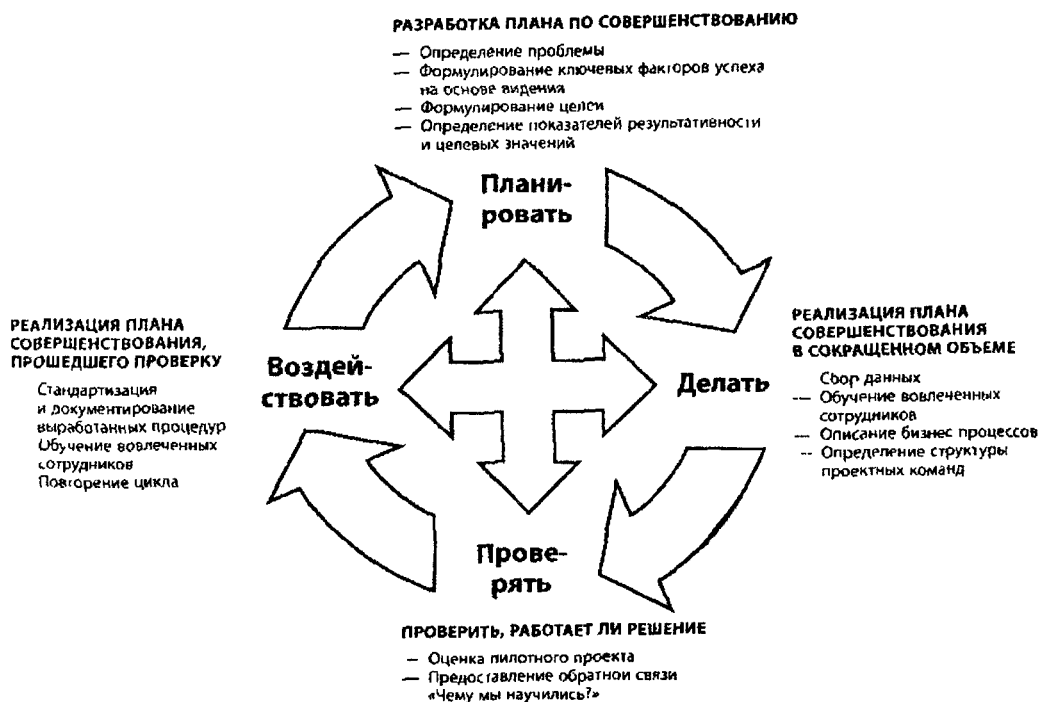 РАЗРАБОТКА ПЛАНА ПО СОВЕРШЕНСТВОВАНИЮ
— Определение проблемы
— Формулирование ключевых факторов успеха
на основе видения
— Формулирование целей
— Определение показателей результативности
и целевых значений
Плани-
ровать
РЕАЛИЗАЦИЯ ПЛАНА
СОВЕРШЕНСТВОВАНИЯ
В СОКРАЩЕННОМ ОБЪЕМЕ
Сбор данных
— Обучение вовлеченных
сотрудников
— Описание бизнес процессов
— Определение структуры
проектных команд
Делать
РЕАЛИЗАЦИЯ ПЛАНА
СОВЕРШЕНСТВОВАНИЯ,
ПРОШЕДШЕГО ПРОВЕРКУ
Стандартизация
и документирование
выработанных процедур
Обучение вовлеченных
сотрудников
Повторение цикла
Воздей-
ствовать
Прове-
рять
ПРОВЕРИТЬ, РАБОТАЕТ ЛИ РЕШЕНИЕ
— Оценка пилотного проекта
— Предоставление обратной связи
«Чему мы научились?»